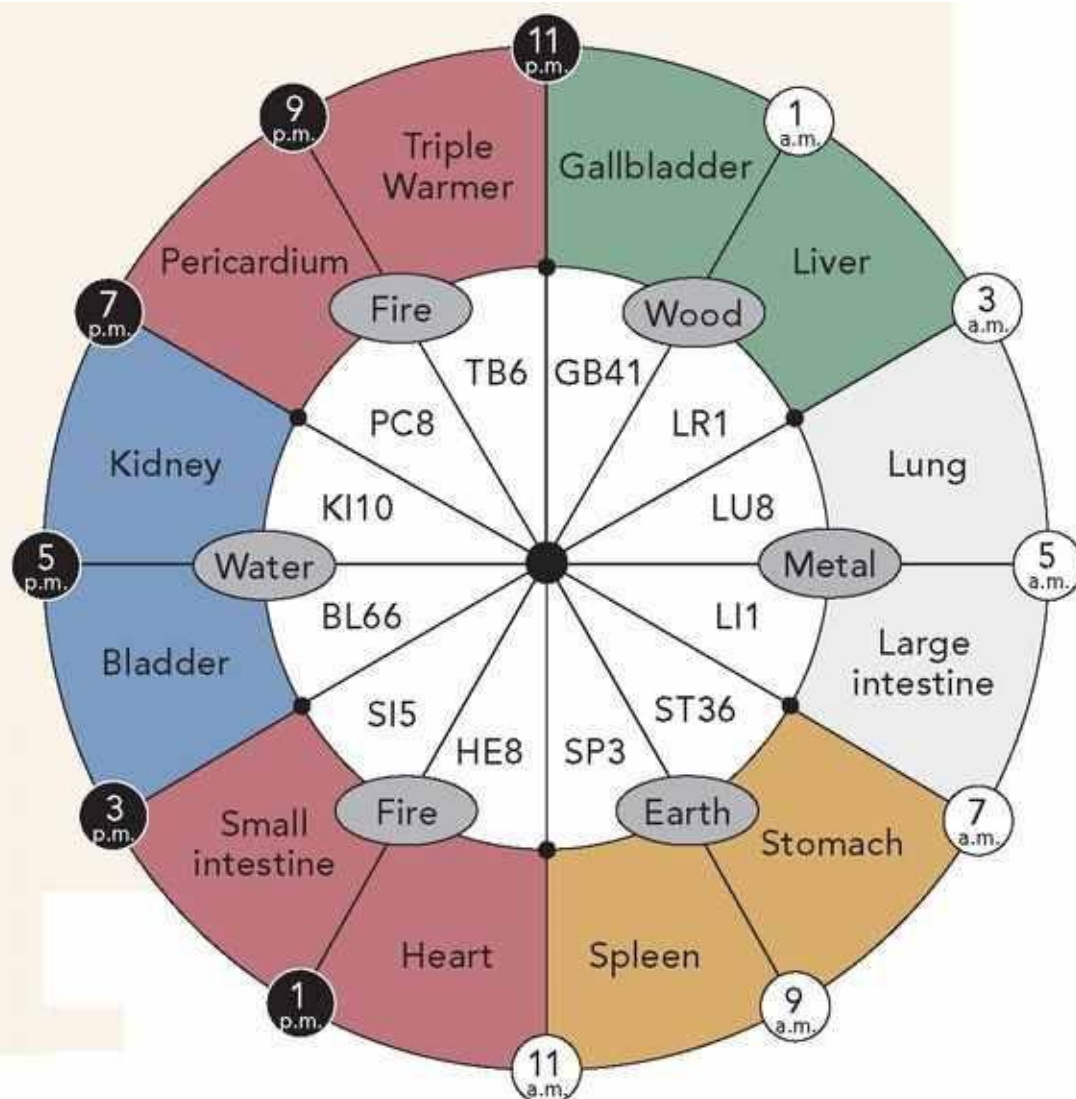 11
p.m.
9
p.m.
1
a.m.
Triple
Warmer
Gallbladder
Pericardium
Liver
7
p.m.
3
a.m.
Fire
Wood
TB6
GB41
PC8
LR1
Kidney
Lung
KI10
LU8
5
p.m.
Water
Metal
5
a.m.
BL66
LI1
Bladder
Large
intestine
SI5
ST36
HE8
SP3
3
p.m.
7
a.m.
Fire
Earth
Small
intestine
Stomach
Heart
Spleen
1
p.m.
9
a.m.
11
a.m.